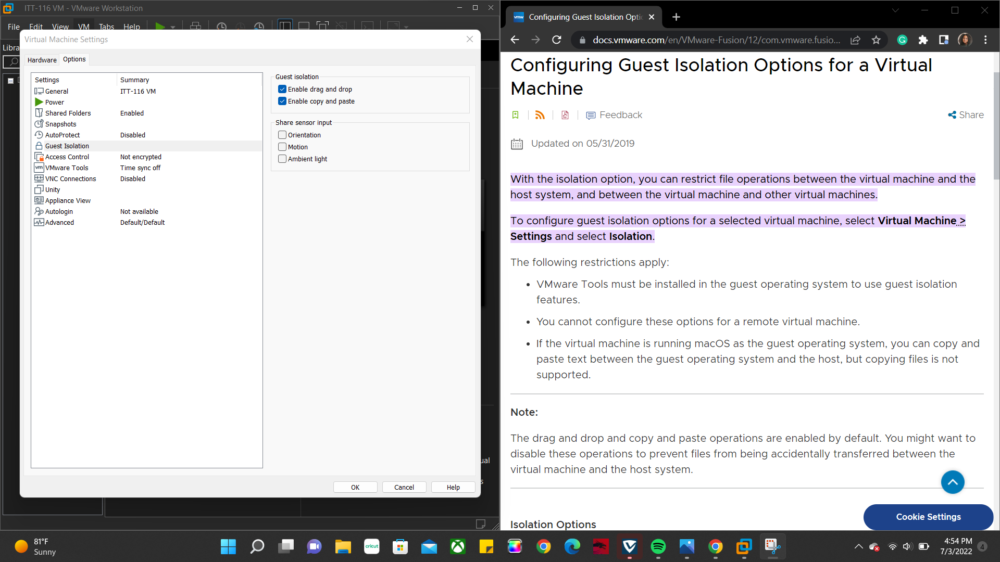 ITT-116 VM - VMware Workstation
File Edit View VM Tabs Help
Libra
Virtual Machine Settings
Hardware Options
Settings Summary
General ITT-116 VM
Power
Shared Folders Enabled
Snapshots
AutoProtect Disabled
Guest Isolation
Access Control Not encrypted
VMware Tools Time sync off
VNC Connections Disabled
Unity
Appliance View
Autologin Not available
Advanced Default/Default
Guest isolation
Enable drag and drop
Enable copy and paste
Share sensor input
Orientation
Motion
Ambient light
OK Cancel Help
ual
s
vmw Configuring Guest Isolation Optic
docs.vmware.com/en/VMware-Fusion/12/com.vmware.fusio...
Configuring Guest Isolation Options for a Virtual
Machine
Feedback Share
Updated on 05/31/2019
With the isolation option, you can restrict file operations between the virtual machine and the
host system, and between the virtual machine and other virtual machines.
To configure guest isolation options for a selected virtual machine, select Virtual Machine >
Settings and select Isolation.
The following restrictions apply:
• VMware Tools must be installed in the guest operating system to use guest isolation
features.
• You cannot configure these options for a remote virtual machine.
• If the virtual machine is running macOS as the guest operating system, you can copy and
paste text between the guest operating system and the host, but copying files is not
supported.
Note:
The drag and drop and copy and paste operations are enabled by default. You might want to
disable these operations to prevent files from being accidentally transferred between the
virtual machine and the host system.
Cookie Settings
Isolation Options
81°F
Sunny
cricut
4:54 PM
7/3/2022
4